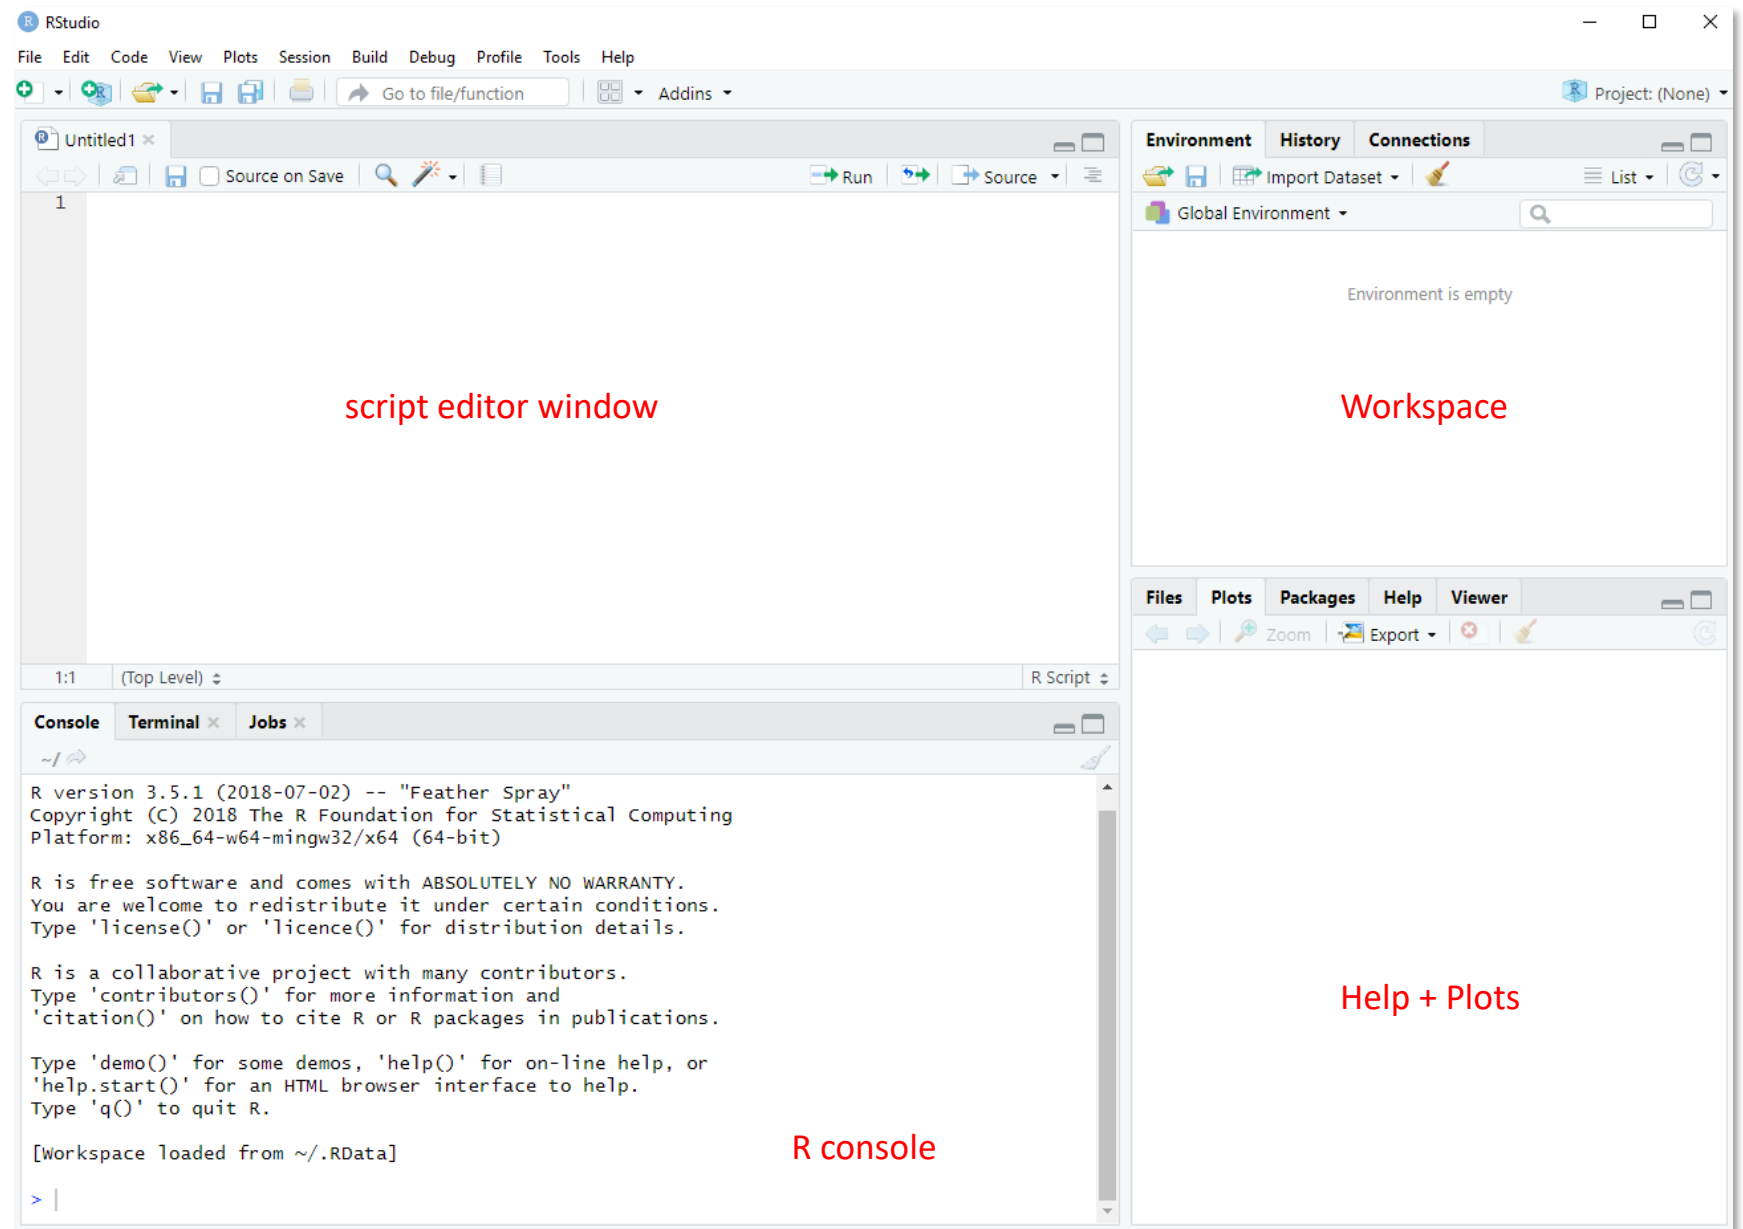 RStudio
File Edit Code View Plots Session Build Debug Profile Tools Help
Go to file/function Addins Project: (None)
Untitled1
Source on Save Run Source
1
script editor window
1:1 (Top Level) R Script
Environment History Connections
Import Dataset List
Global Environment
Environment is empty
Workspace
Console Terminal Jobs
~/
R version 3.5.1 (2018-07-02) -- "Feather Spray"
Copyright (C) 2018 The R Foundation for Statistical Computing
Platform: x86_64-w64-mingw32/x64 (64-bit)
R is free software and comes with ABSOLUTELY NO WARRANTY.
You are welcome to redistribute it under certain conditions.
Type 'license()' or 'licence()' for distribution details.
R is a collaborative project with many contributors.
Type 'contributors()' for more information and
'citation()' on how to cite R or R packages in publications.
Type 'demo()' for some demos, 'help()' for on-line help, or
'help.start()' for an HTML browser interface to help.
Type 'q()' to quit R.
[Workspace loaded from ~/.RData]
>
R console
Files Plots Packages Help Viewer
Zoom Export
Help + Plots